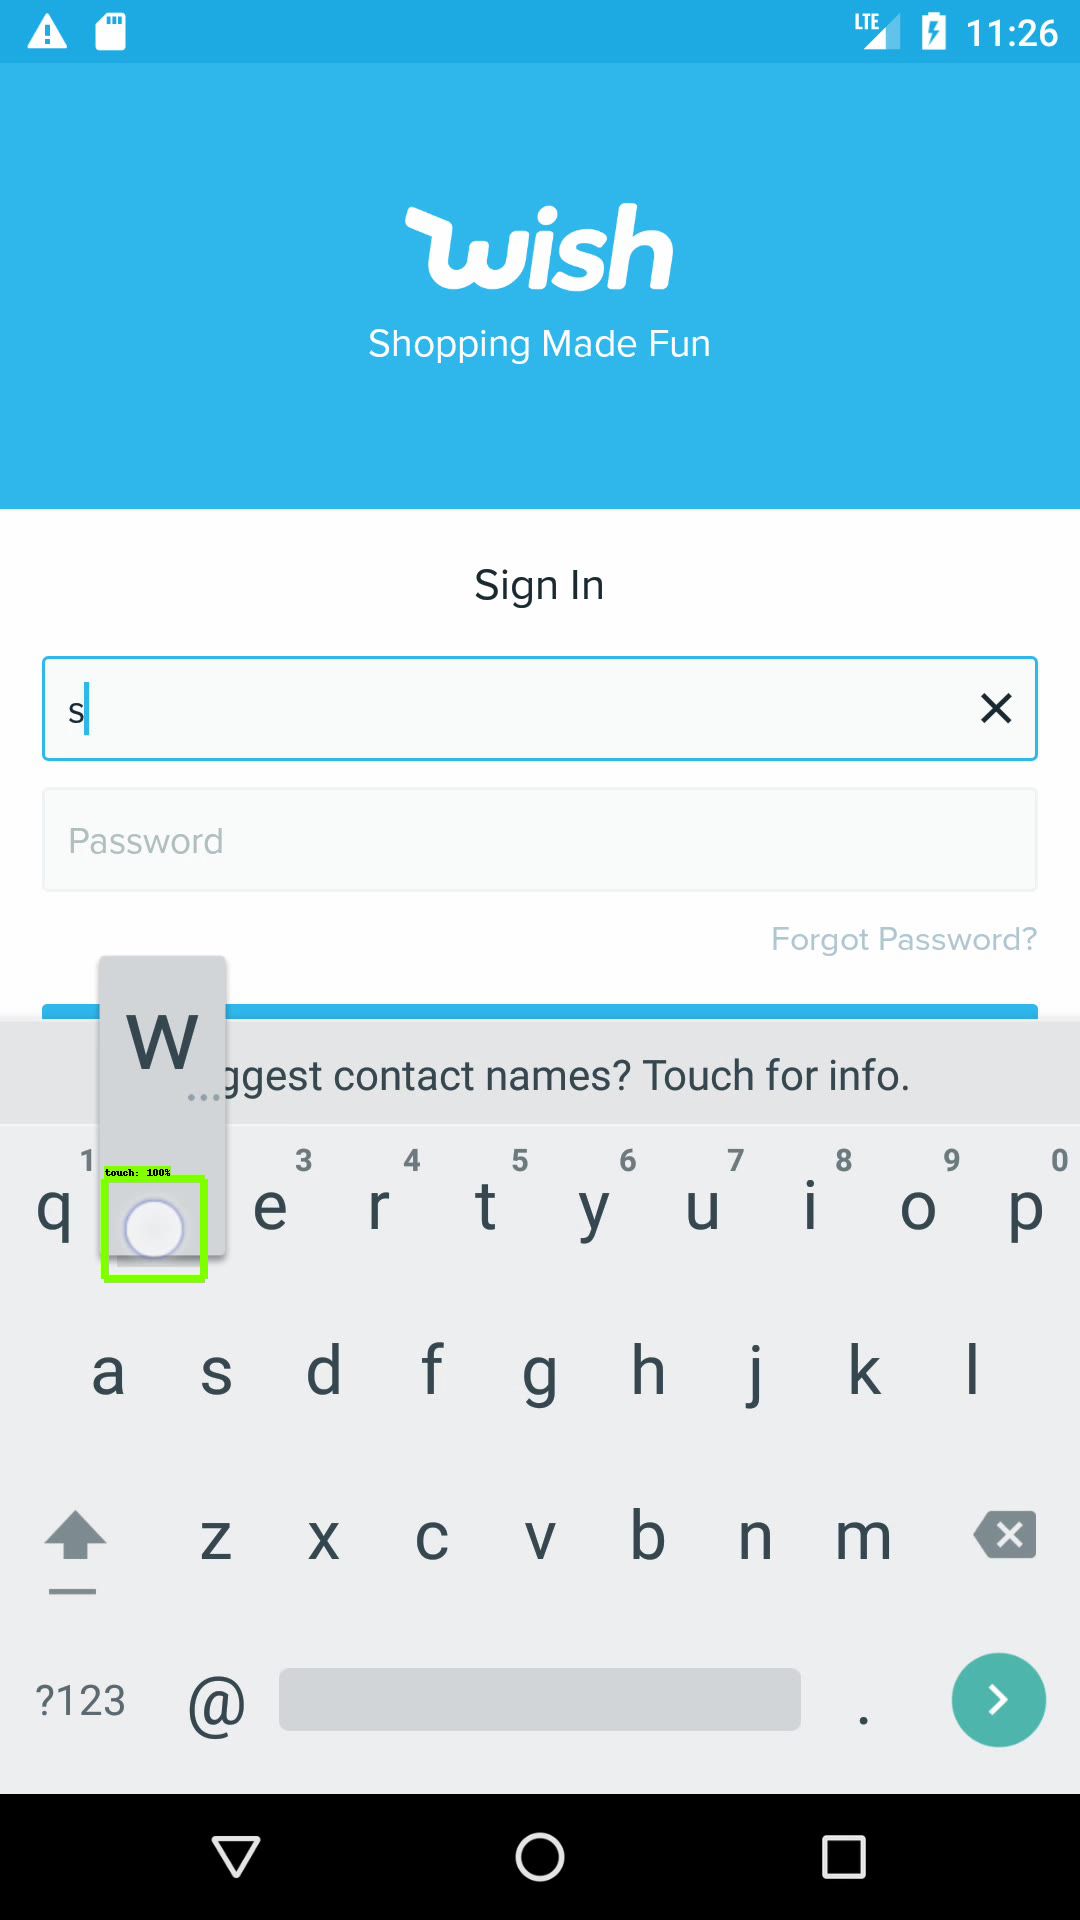 LTE 11:26
wish
Shopping Made Fun
Sign In
s
Password
Forgot Password?
w
...
ggest contact names? Touch for info.
touch: 100%
1 3 4 5 6 7 8 9 0
q e r t y u i o p
a s d f g h j k l
z x c v b n m
?123 @ .